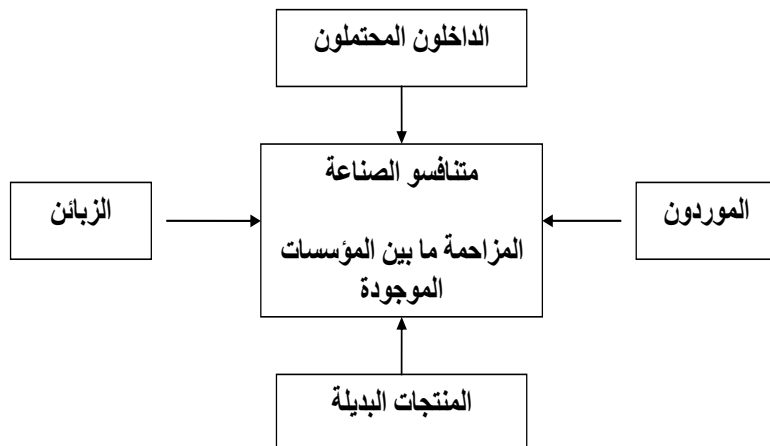 الداخلون المحتملون
متنافسو الصناعة
المزاحمة ما بين المؤسسات
الموجودة
الموردون
الزبائن
المنتجات البديلة